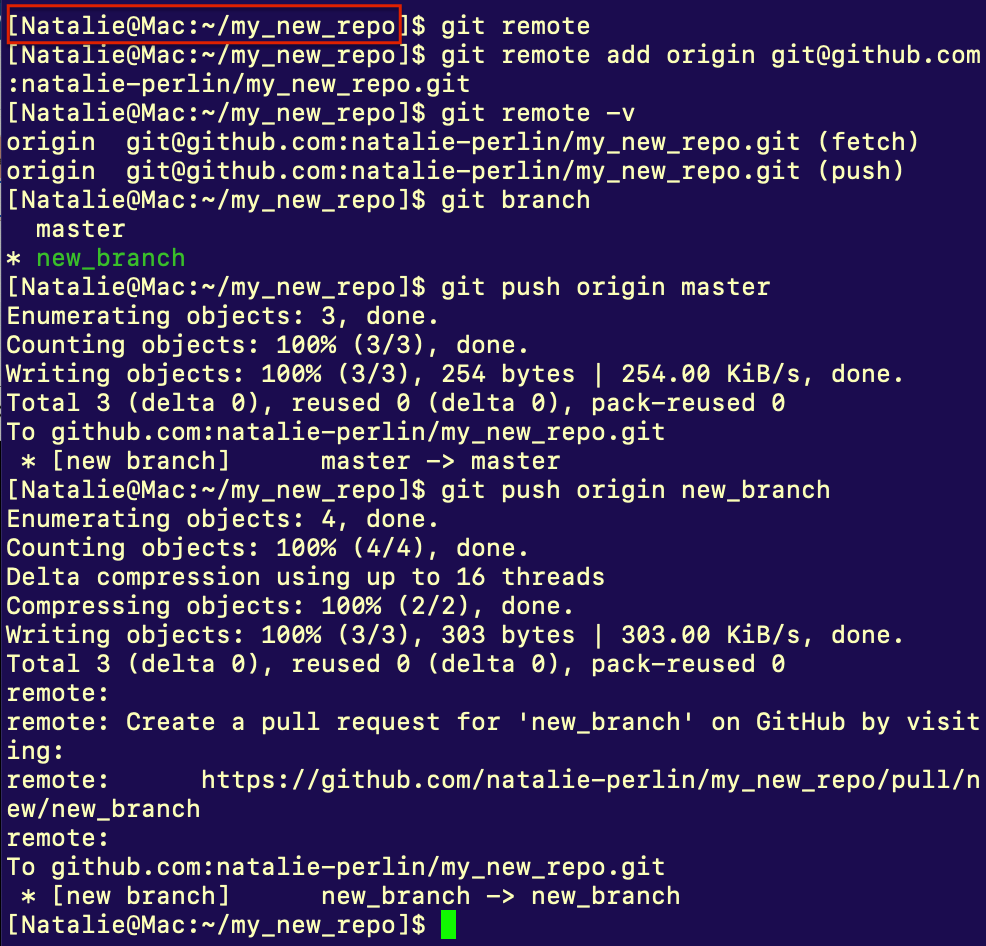 [Natalie@Mac:~/my_new_repo]$ git remote
[Natalie@Mac:~/my_new_repo]$ git remote add origin git@github.com
:natalie-perlin/my_new_repo.git
[Natalie@Mac:~/my_new_repo]$ git remote -v
origin  git@github.com:natalie-perlin/my_new_repo.git (fetch)
origin  git@github.com:natalie-perlin/my_new_repo.git (push)
[Natalie@Mac:~/my_new_repo]$ git branch
  master
* new_branch
[Natalie@Mac:~/my_new_repo]$ git push origin master
Enumerating objects: 3, done.
Counting objects: 100% (3/3), done.
Writing objects: 100% (3/3), 254 bytes | 254.00 KiB/s, done.
Total 3 (delta 0), reused 0 (delta 0), pack-reused 0
To github.com:natalie-perlin/my_new_repo.git
 * [new branch]      master -> master
[Natalie@Mac:~/my_new_repo]$ git push origin new_branch
Enumerating objects: 4, done.
Counting objects: 100% (4/4), done.
Delta compression using up to 16 threads
Compressing objects: 100% (2/2), done.
Writing objects: 100% (3/3), 303 bytes | 303.00 KiB/s, done.
Total 3 (delta 0), reused 0 (delta 0), pack-reused 0
remote:
remote: Create a pull request for 'new_branch' on GitHub by visit
ing:
remote:      https://github.com/natalie-perlin/my_new_repo/pull/n
ew/new_branch
remote:
To github.com:natalie-perlin/my_new_repo.git
 * [new branch]      new_branch -> new_branch
[Natalie@Mac:~/my_new_repo]$